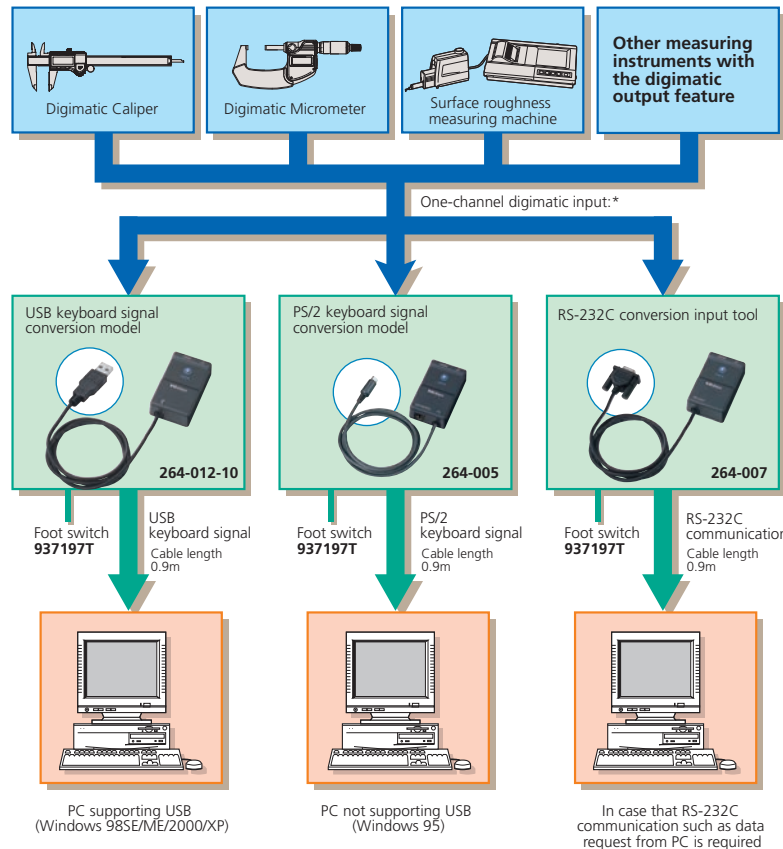 Digimatic Caliper
Digimatic Micrometer
Surface roughness
measuring machine
Other measuring
instruments with
the digimatic
output feature
One-channel digimatic input:*
USB keyboard signal
conversion model
264-012-10
PS/2 keyboard signal
conversion model
264-005
RS-232C conversion input tool
264-007
Foot switch
937197T
USB
keyboard signal
Cable length
0.9m
Foot switch
937197T
PS/2
keyboard signal
Cable length
0.9m
Foot switch
937197T
RS-232C
communication
Cable length
0.9m
PC supporting USB
(Windows 98SE/ME/2000/XP)
PC not supporting USB
(Windows 95)
In case that RS-232C
communication such as data
request from PC is required